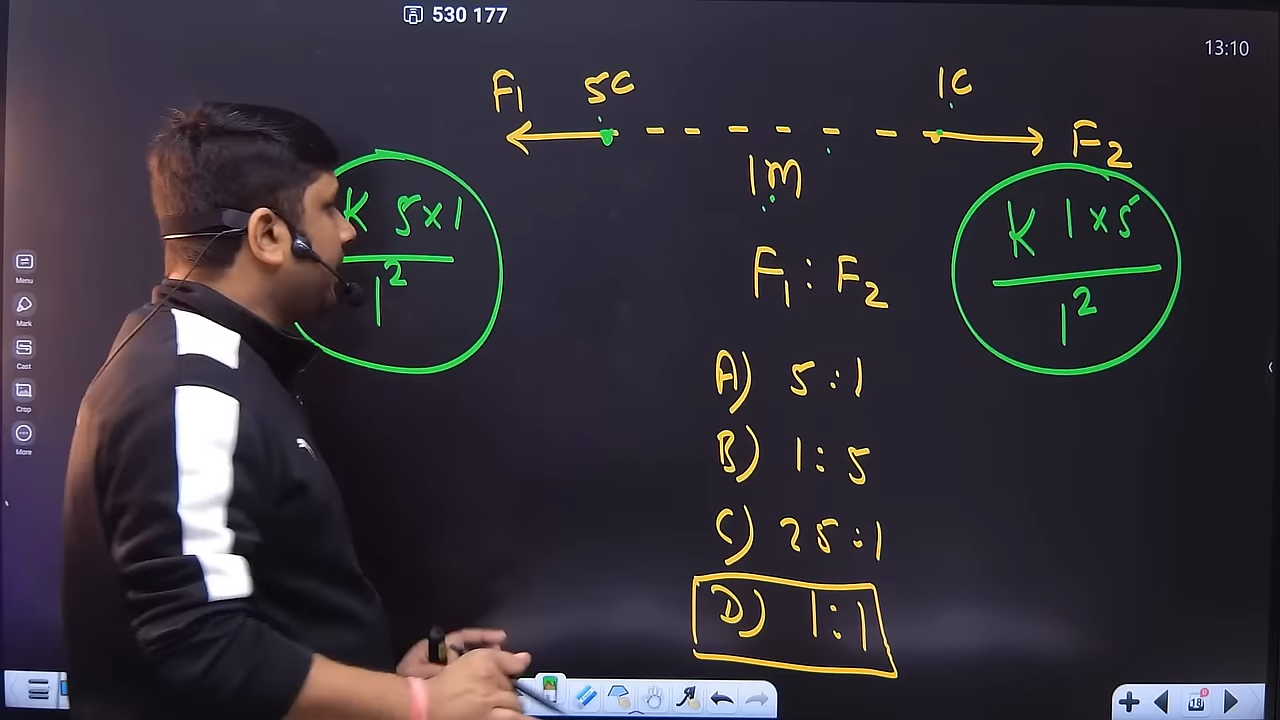 530 177
13:10
F1 5C 1C
F2
1m
K 5×1
1²
K 1×5
1²
F1 : F2
A) 5:1
B) 1:5
C) 25:1
D) 1:1
Menu
Mark
Cast
Crop
More
18